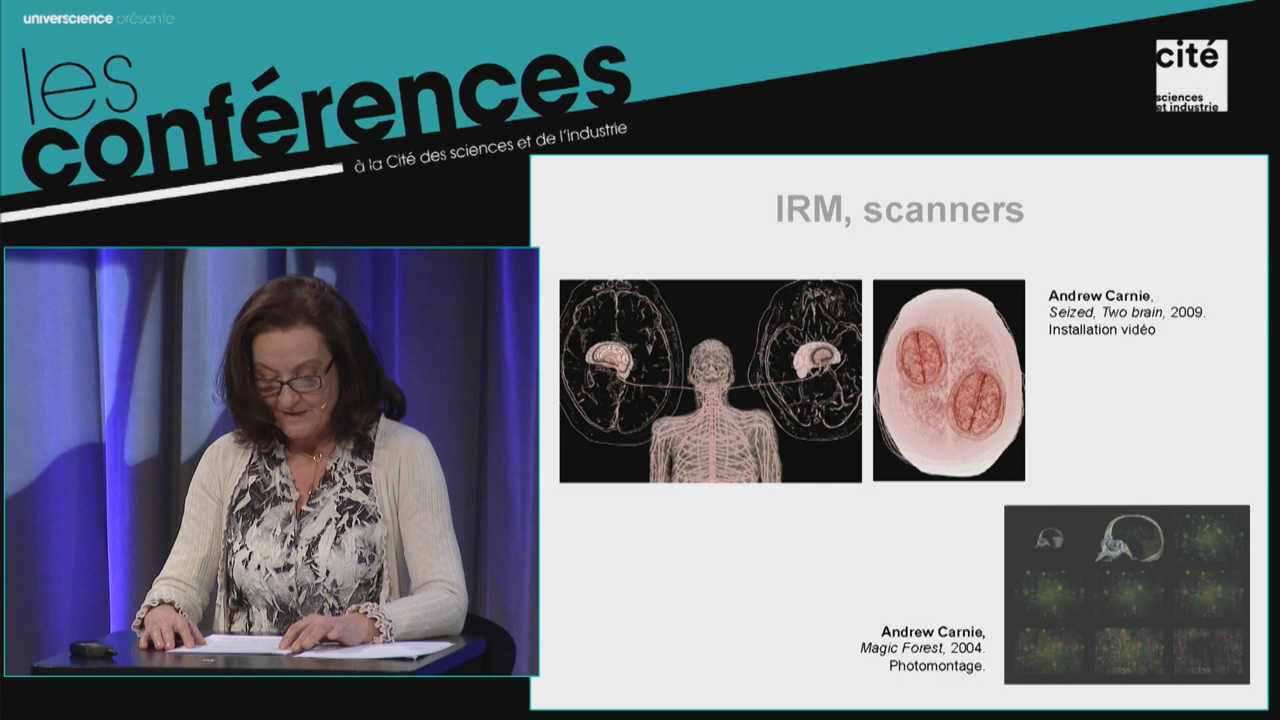 universcience présente
les
conférences
à la Cité des sciences et de l'industrie
cité
sciences
et industrie
IRM, scanners
Andrew Carnie,
Seized, Two brain, 2009.
Installation vidéo
Andrew Carnie,
Magic Forest, 2004.
Photomontage.